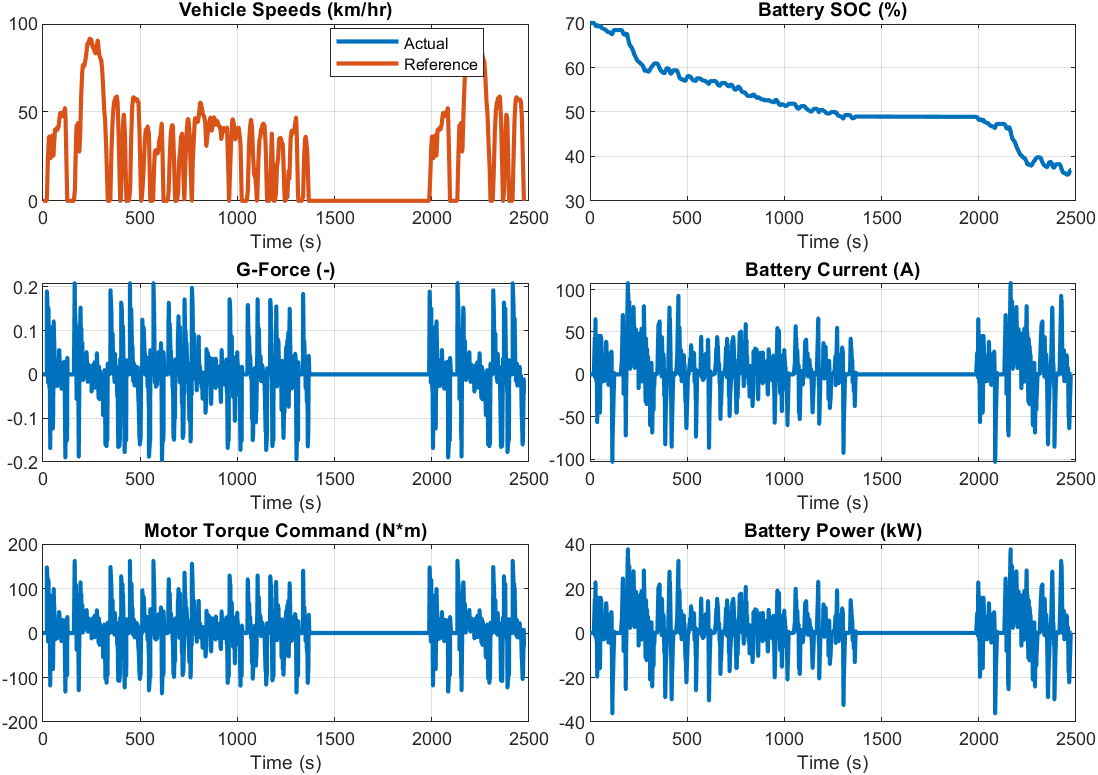 Vehicle Speeds (km/hr)
100
50
0
0 500 1000 1500 2000 2500
Time (s)
Actual
Reference
Battery SOC (%)
70
60
50
40
30
0 500 1000 1500 2000 2500
Time (s)
G-Force (-)
0.2
0.1
0
-0.1
-0.2
0 500 1000 1500 2000 2500
Time (s)
Battery Current (A)
100
50
0
-50
-100
0 500 1000 1500 2000 2500
Time (s)
Motor Torque Command (N*m)
200
100
0
-100
-200
0 500 1000 1500 2000 2500
Time (s)
Battery Power (kW)
40
20
0
-20
-40
0 500 1000 1500 2000 2500
Time (s)